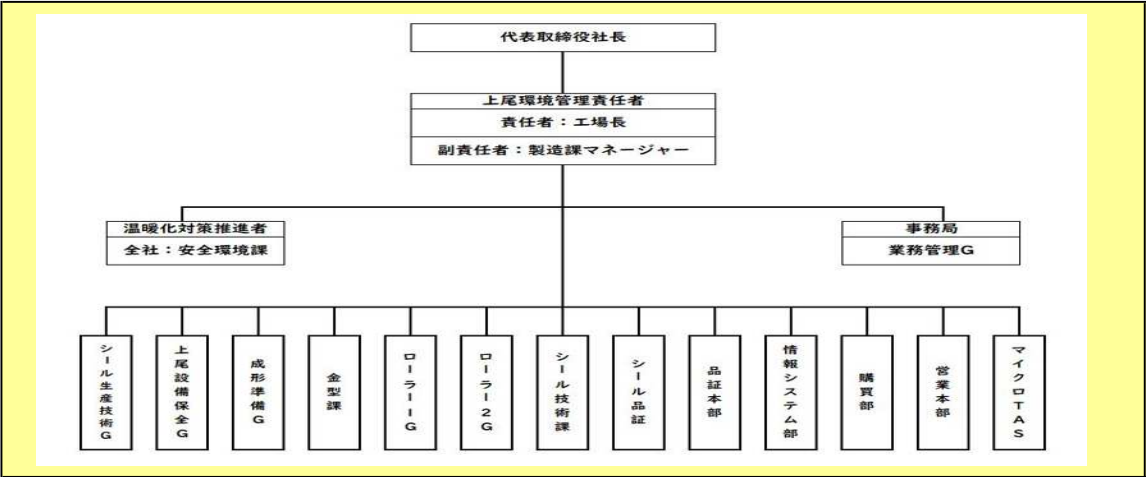 代表取締役社長
上尾環境管理責任者
責任者：工場長
副責任者：製造課マネージャー
温暖化対策推進者
全社：安全環境課
事務局
業務管理G
シール生産技術G
上尾設備保全G
成形準備G
金型課
ローラー1G
ローラー2G
シール技術課
シール品証
品証本部
情報システム部
購買部
営業本部
マイクロTAS